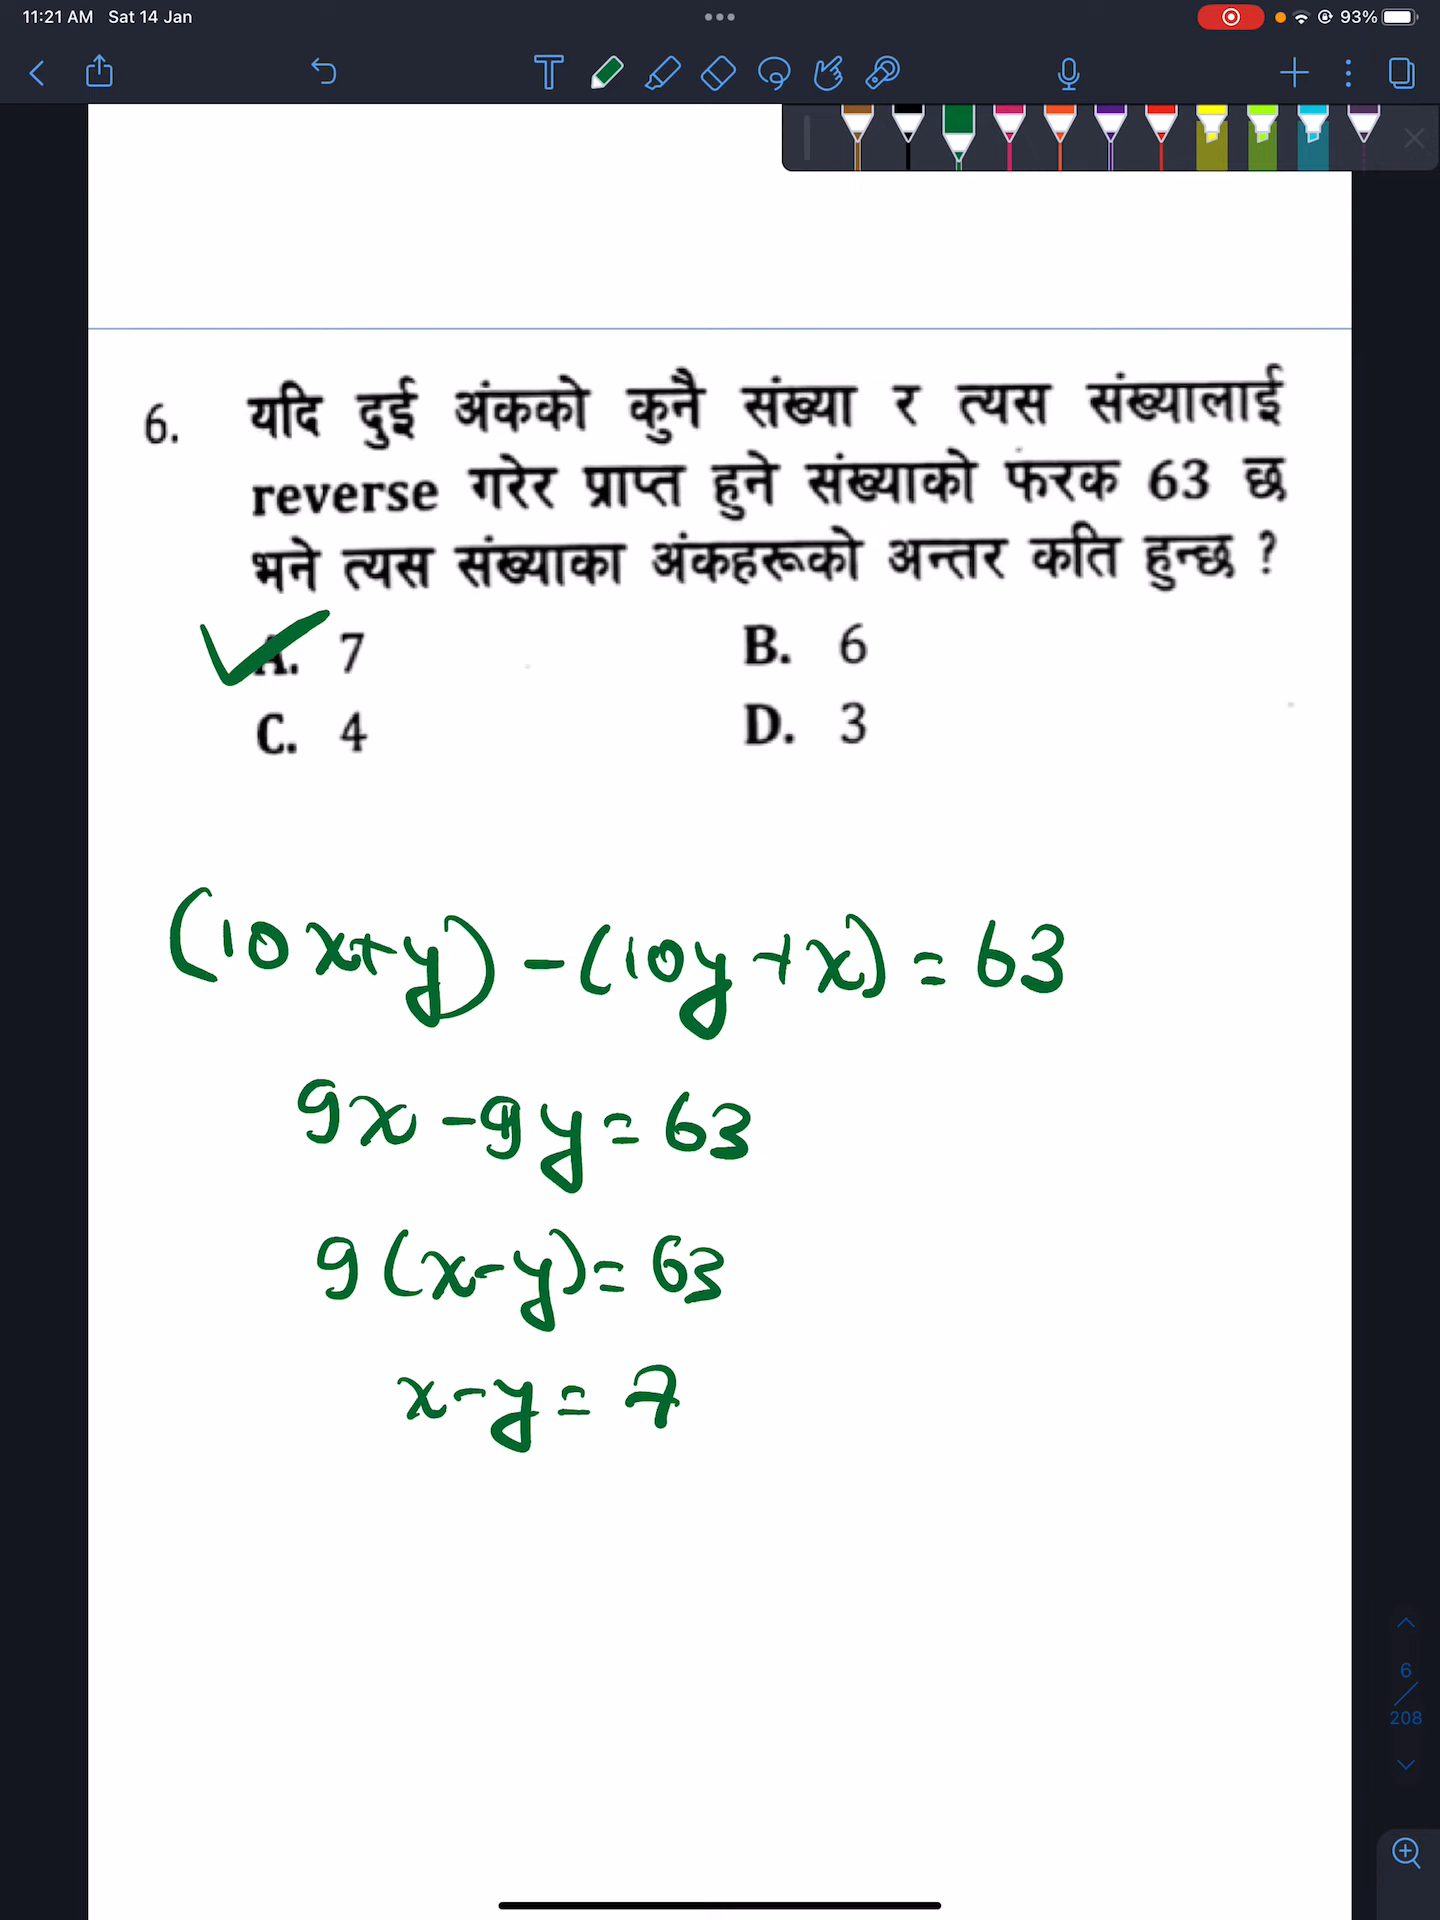 11:21 AM Sat 14 Jan
93%
6. यदि दुई अंकको कुनै संख्या र त्यस संख्यालाई
reverse गरेर प्राप्त हुने संख्याको फरक 63 छ
भने त्यस संख्याका अंकहरूको अन्तर कति हुन्छ ?
A. 7 B. 6
C. 4 D. 3
(10x+y) - (10y+x) = 63
9x - 9y = 63
9(x-y) = 63
x-y = 7
6
/
208